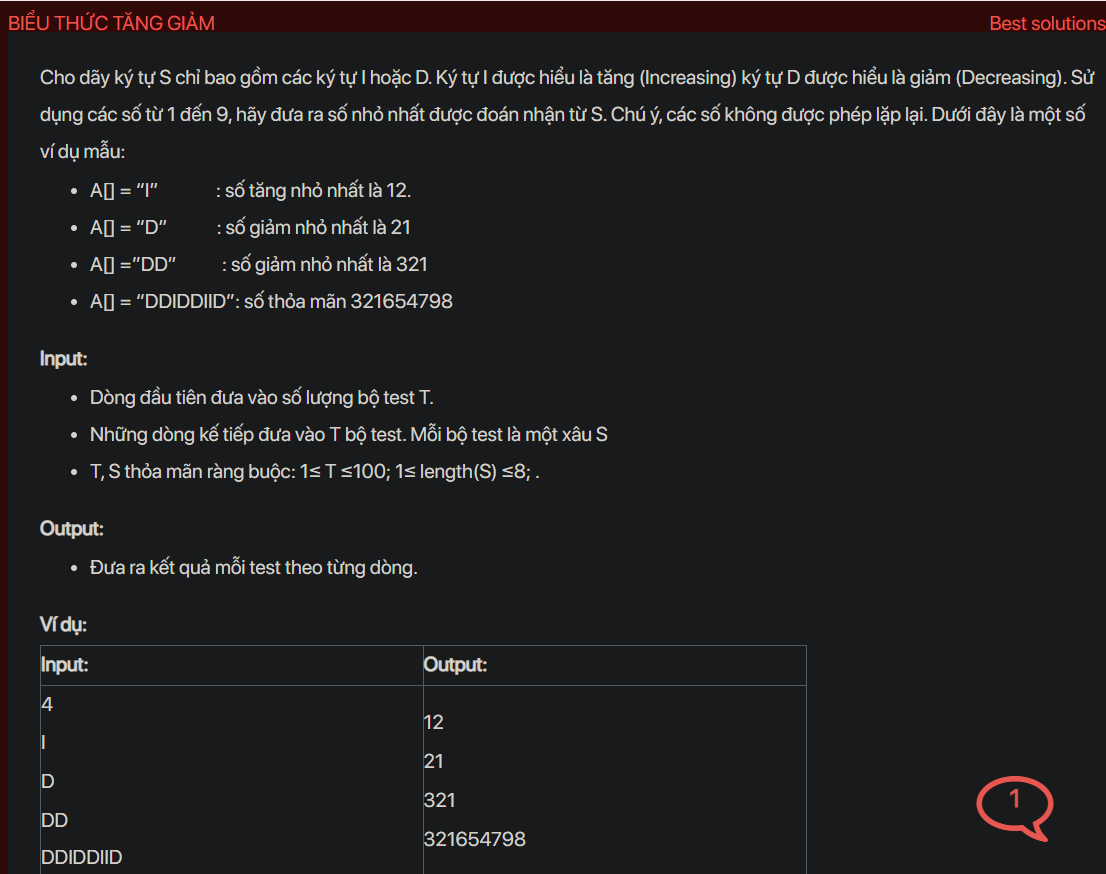 BIỂU THỨC TĂNG GIẢM
Best solutions
Cho dãy ký tự S chỉ bao gồm các ký tự I hoặc D. Ký tự I được hiểu là tăng (Increasing) ký tự D được hiểu là giảm (Decreasing). Sử
dụng các số từ 1 đến 9, hãy đưa ra số nhỏ nhất được đoán nhận từ S. Chú ý, các số không được phép lặp lại. Dưới đây là một số
ví dụ mẫu:
• A[] = “I” : số tăng nhỏ nhất là 12.
• A[] = “D” : số giảm nhỏ nhất là 21
• A[] =”DD” : số giảm nhỏ nhất là 321
• A[] = “DDIDDIID”: số thỏa mãn 321654798
Input:
• Dòng đầu tiên đưa vào số lượng bộ test T.
• Những dòng kế tiếp đưa vào T bộ test. Mỗi bộ test là một xâu S
• T, S thỏa mãn ràng buộc: 1≤ T ≤100; 1≤ length(S) ≤8; .
Output:
• Đưa ra kết quả mỗi test theo từng dòng.
Ví dụ:
Input:
Output:
4
I
D
DD
DDIDDIID
12
21
321
321654798
1